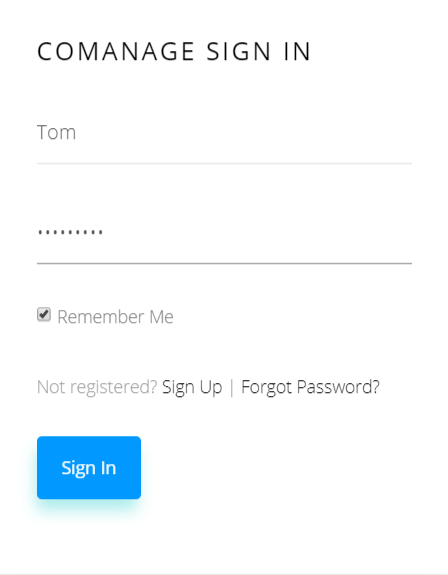 COMANAGE SIGN IN
Tom
•••••••••
Remember Me
Not registered? Sign Up | Forgot Password?
Sign In